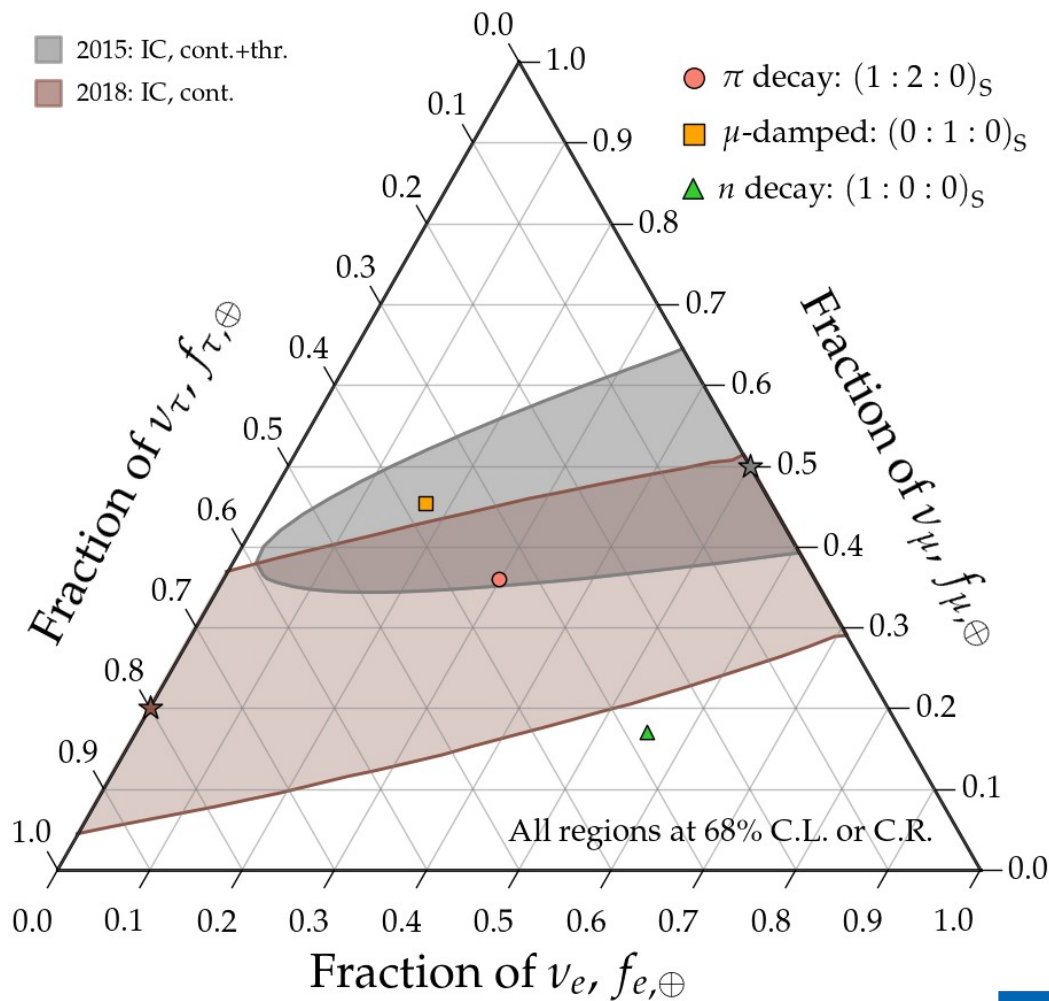 2015: IC, cont.+thr.
2018: IC, cont.
π decay: (1 : 2 : 0)S
μ-damped: (0 : 1 : 0)S
n decay: (1 : 0 : 0)S
0.0
0.1
0.2
0.3
0.4
0.5
0.6
0.7
0.8
0.9
1.0
Fraction of ντ, fτ,⊕
1.0
0.9
0.8
0.7
0.6
0.5
0.4
0.3
0.2
0.1
0.0
Fraction of νμ, fμ,⊕
All regions at 68% C.L. or C.R.
0.0 0.1 0.2 0.3 0.4 0.5 0.6 0.7 0.8 0.9 1.0
Fraction of νe, fe,⊕